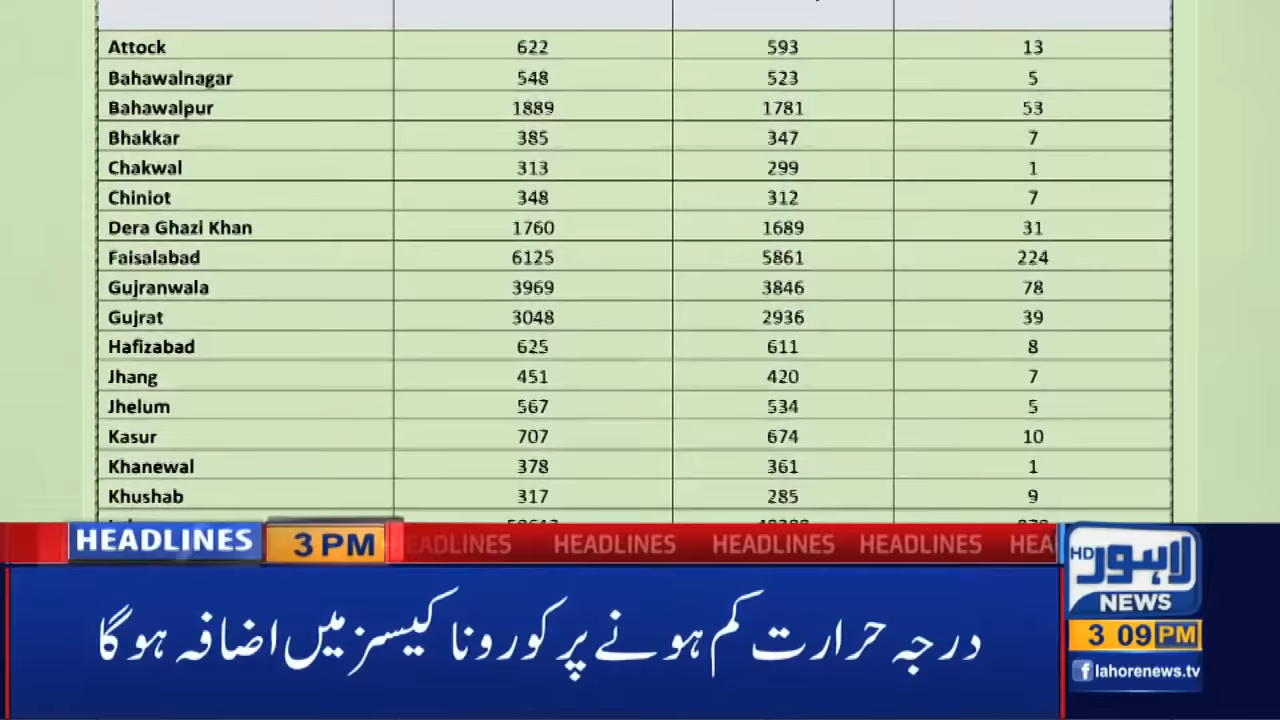 Attock 622 593 13
Bahawalnagar 548 523 5
Bahawalpur 1889 1781 53
Bhakkar 385 347 7
Chakwal 313 299 1
Chiniot 348 312 7
Dera Ghazi Khan 1760 1689 31
Faisalabad 6125 5861 224
Gujranwala 3969 3846 78
Gujrat 3048 2936 39
Hafizabad 625 611 8
Jhang 451 420 7
Jhelum 567 534 5
Kasur 707 674 10
Khanewal 378 361 1
Khushab 317 285 9
HEADLINES 3 PM HEADLINES HEADLINES HEADLINES
درجہ حرارت کم ہونے پر کورونا کیسز میں اضافہ ہو گا
HD لاہور
NEWS
3 09 PM
f lahorenews.tv